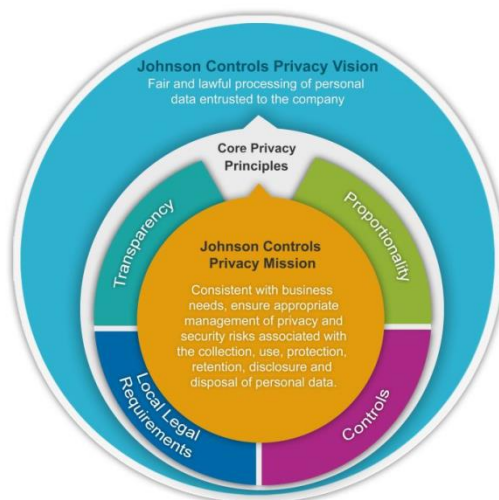 Johnson Controls Privacy Vision
Fair and lawful processing of personal
data entrusted to the company
Core Privacy
Principles
Transparency
Proportionality
Johnson Controls
Privacy Mission
Consistent with business
needs, ensure appropriate
management of privacy and
security risks associated with
the collection, use, protection,
retention, disclosure and
disposal of personal data.
Local Legal
Requirements
Controls